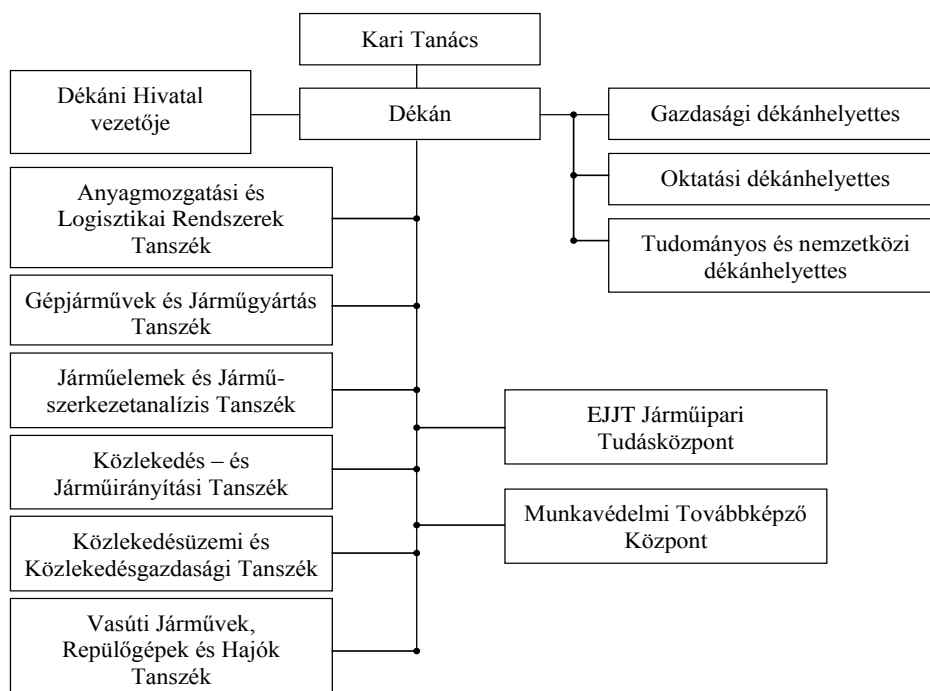 Kari Tanács
Dékáni Hivatal
vezetője
Dékán
Gazdasági dékánhelyettes
Oktatási dékánhelyettes
Tudományos és nemzetközi
dékánhelyettes
Anyagmozgatási és
Logisztikai Rendszerek
Tanszék
Gépjárművek és Járműgyártás
Tanszék
Járműelemek és Jármű-
szerkezetanalízis Tanszék
Közlekedés – és
Járműirányítási Tanszék
Közlekedésüzemi és
Közlekedésgazdasági Tanszék
Vasúti Járművek,
Repülőgépek és Hajók
Tanszék
EJJT Járműipari
Tudásközpont
Munkavédelmi Továbbképző
Központ